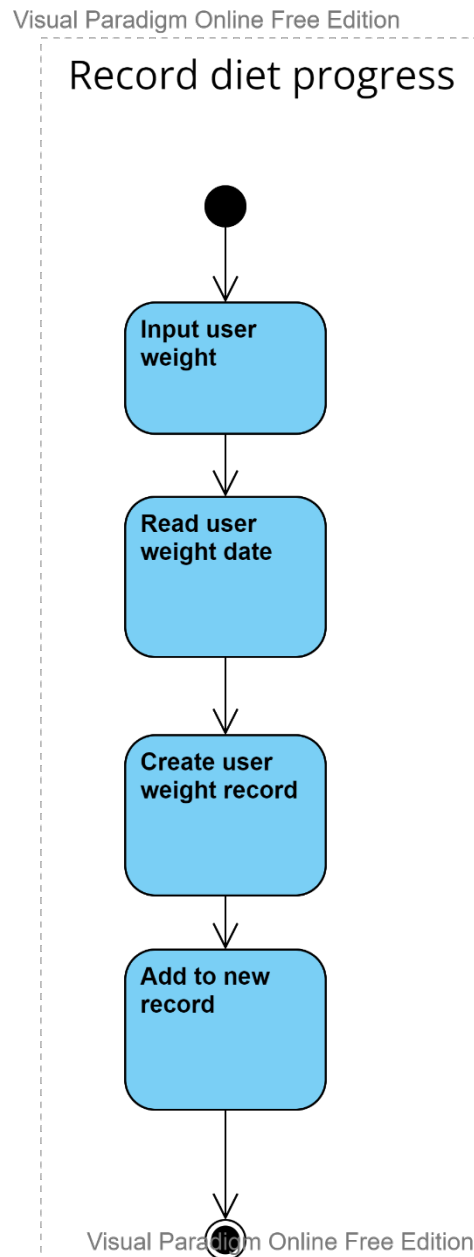 Visual Paradigm Online Free Edition
Record diet progress
Input user
weight
Read user
weight date
Create user
weight record
Add to new
record
Visual Paradigm Online Free Edition